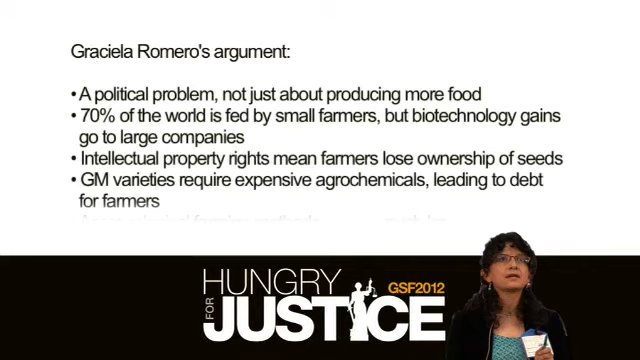 Graciela Romero's argument:
• A political problem, not just about producing more food
• 70% of the world is fed by small farmers, but biotechnology gains
go to large companies
• Intellectual property rights mean farmers lose ownership of seeds
• GM varieties require expensive agrochemicals, leading to debt
for farmers
HUNGRY GSF2012
FOR JUSTICE